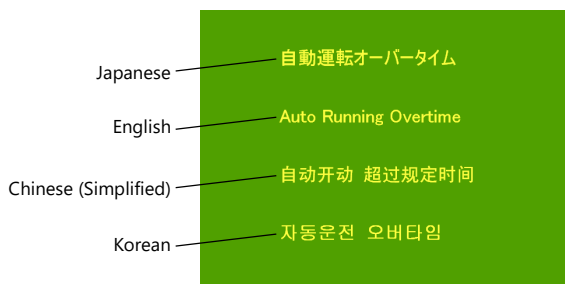 Japanese
自動運転オーバータイム
English
Auto Running Overtime
Chinese (Simplified)
自动开动 超过规定时间
Korean
자동운전 오버타임